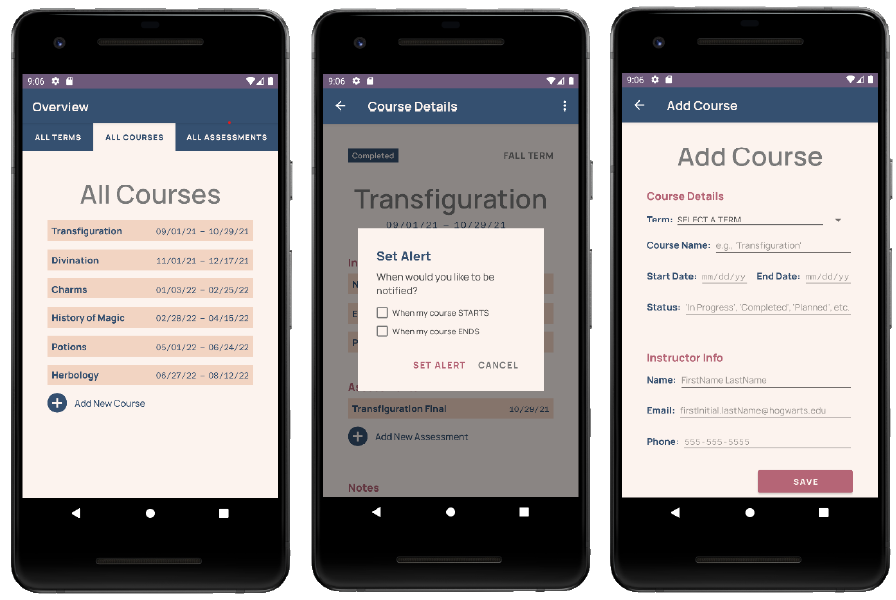 9:06
Overview
ALL TERMS ALL COURSES ALL ASSESSMENTS
All Courses
Transfiguration 09/01/21 - 10/29/21
Divination 11/01/21 - 12/17/21
Charms 01/03/22 - 02/25/22
History of Magic 02/28/22 - 04/15/22
Potions 05/01/22 - 06/24/22
Herbology 06/27/22 - 08/12/22
Add New Course
9:06
Course Details
Completed FALL TERM
Transfiguration
09/01/21 - 10/29/21
In
N
E
P
Set Alert
When would you like to be
notified?
When my course STARTS
When my course ENDS
SET ALERT CANCEL
As
Transfiguration Final 10/29/21
Add New Assessment
Notes
9:06
Add Course
Add Course
Course Details
Term: SELECT A TERM
Course Name: e.g., 'Transfiguration'
Start Date: mm/dd/yy End Date: mm/dd/yy
Status: 'In Progress', 'Completed', 'Planned', etc.
Instructor Info
Name: FirstName LastName
Email: firstInitial.lastName@hogwarts.edu
Phone: 555-555-5555
SAVE